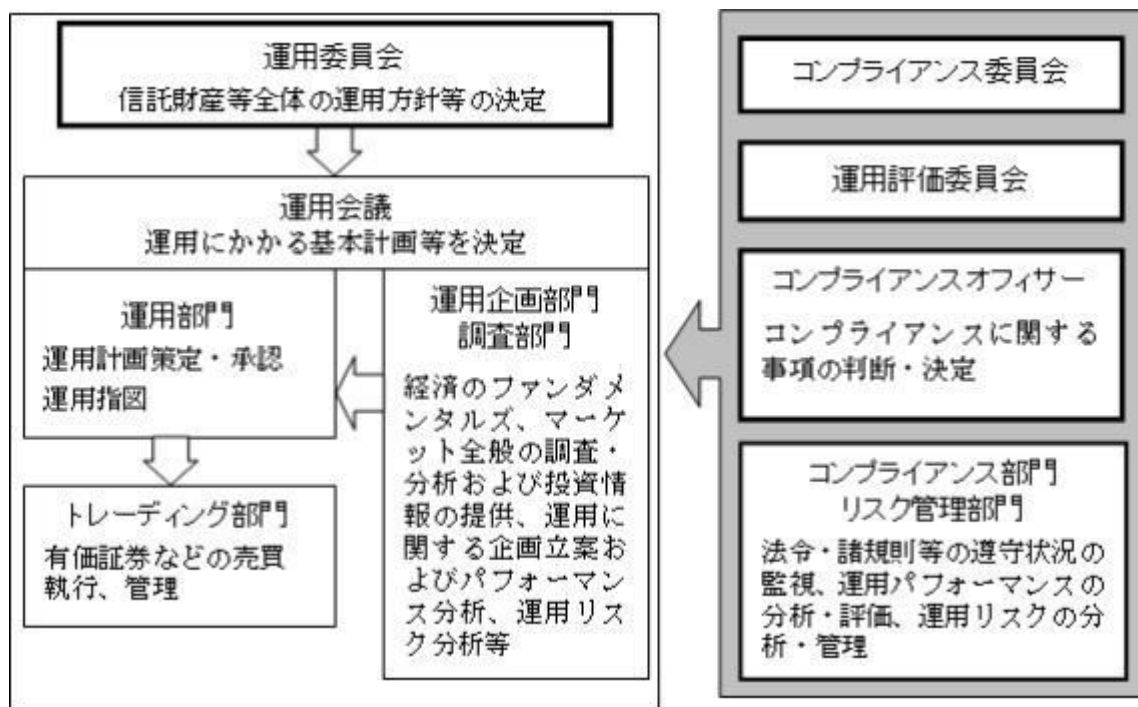 運用委員会
信託財産等全体の運用方針等の決定
運用会議
運用にかかる基本計画等を決定
運用部門
運用計画策定・承認
運用指図
トレーディング部門
有価証券などの売買
執行、管理
運用企画部門
調査部門
経済のファンダメ
ンタルズ、マーケ
ット全般の調査・
分析および投資情
報の提供、運用に
関する企画立案お
よびパフォーマン
ス分析、運用リス
ク分析等
コンプライアンス委員会
運用評価委員会
コンプライアンスオフィサー
コンプライアンスに関する
事項の判断・決定
コンプライアンス部門
リスク管理部門
法令・諸規則等の遵守状況の
監視、運用パフォーマンスの
分析・評価、運用リスクの分
析・管理